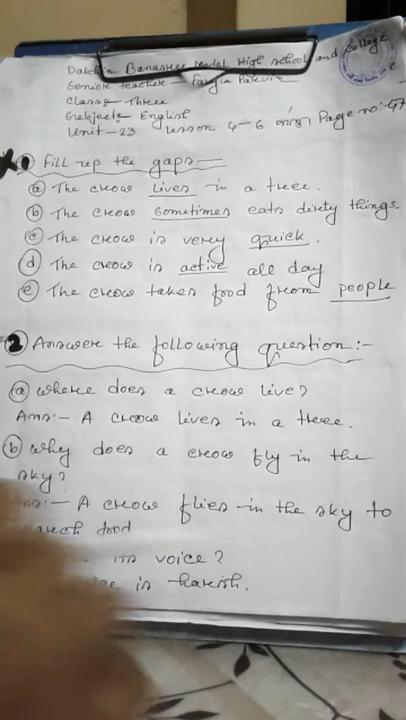 Banasree Model High school and College
Senior teacher - Farjia Parvin
Class - Three
Subject - English
Unit - 23 Lesson 4-6 Page no: 47
① Fill up the gaps —
ⓐ The crow lives in a tree.
ⓑ The crow sometimes eats dirty things
ⓒ The crow is very quick.
ⓓ The crow is active all day
ⓔ The crow takes food from people
② Answer the following question :-
ⓐ where does a crow live?
Ans:- A crow lives in a tree.
ⓑ why does a crow fly in the
sky?
:- A crow flies in the sky to
food
its voice?
is harsh.